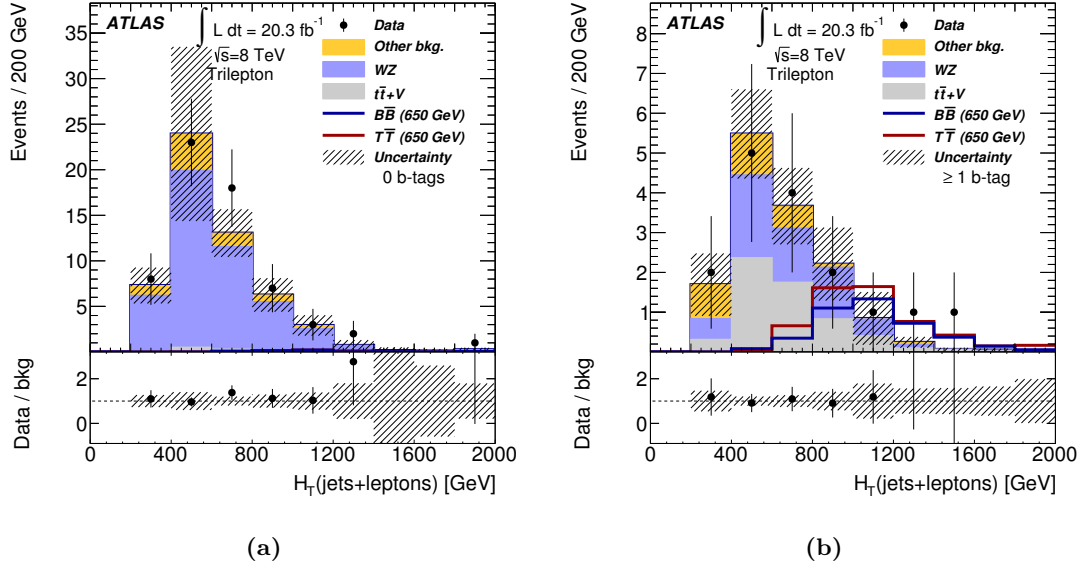 ATLAS
∫ L dt = 20.3 fb⁻¹
√s=8 TeV
Trilepton
Data
Other bkg.
WZ
tt̄+V
BB̄ (650 GeV)
TT̄ (650 GeV)
Uncertainty
0 b-tags
Events / 200 GeV
35
30
25
20
15
10
5
Data / bkg
2
0
0 400 800 1200 1600 2000
H_T(jets+leptons) [GeV]
(a)
ATLAS
∫ L dt = 20.3 fb⁻¹
√s=8 TeV
Trilepton
Data
Other bkg.
WZ
tt̄+V
BB̄ (650 GeV)
TT̄ (650 GeV)
Uncertainty
≥ 1 b-tag
Events / 200 GeV
8
7
6
5
4
3
2
1
Data / bkg
2
0
0 400 800 1200 1600 2000
H_T(jets+leptons) [GeV]
(b)